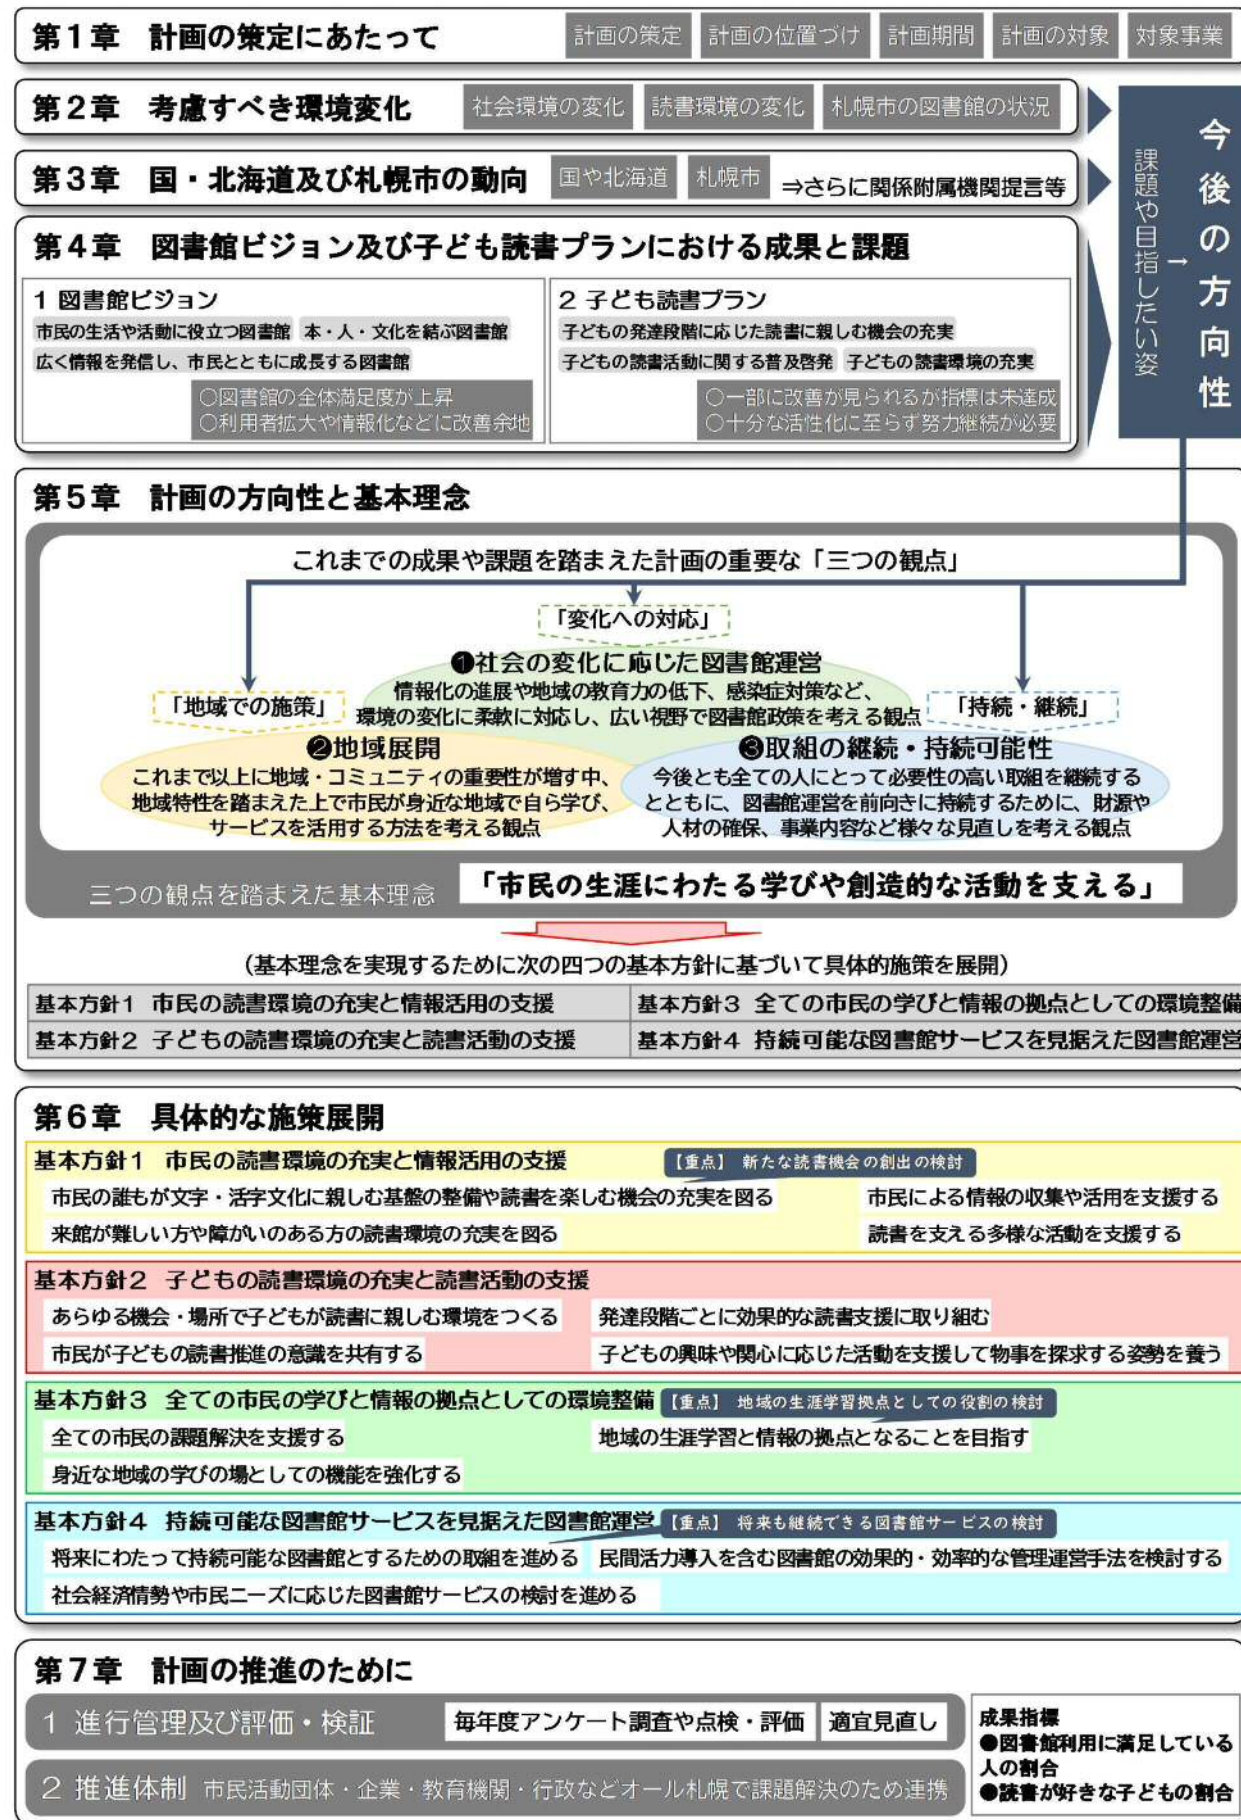 第1章 計画の策定にあたって 計画の策定 計画の位置づけ 計画期間 計画の対象 対象事業
第2章 考慮すべき環境変化 社会環境の変化 読書環境の変化 札幌市の図書館の状況
第3章 国・北海道及び札幌市の動向 国や北海道 札幌市 ⇒さらに関係附属機関提言等
今後の方向性
↑
課題や目指したい姿
第4章 図書館ビジョン及び子ども読書プランにおける成果と課題
1 図書館ビジョン
市民の生活や活動に役立つ図書館 本・人・文化を結ぶ図書館
広く情報を発信し、市民とともに成長する図書館
○図書館の全体満足度が上昇
○利用者拡大や情報化などに改善余地
2 子ども読書プラン
子どもの発達段階に応じた読書に親しむ機会の充実
子どもの読書活動に関する普及啓発 子どもの読書環境の充実
○一部に改善が見られるが指標は未達成
○十分な活性化に至らず努力継続が必要
第5章 計画の方向性と基本理念
これまでの成果や課題を踏まえた計画の重要な「三つの観点」
「変化への対応」
❶社会の変化に応じた図書館運営
情報化の進展や地域の教育力の低下、感染症対策など、
環境の変化に柔軟に対応し、広い視野で図書館政策を考える観点
「地域での施策」
❷地域展開
これまで以上に地域・コミュニティの重要性が増す中、
地域特性を踏まえた上で市民が身近な地域で自ら学び、
サービスを活用する方法を考える観点
「持続・継続」
❸取組の継続・持続可能性
今後とも全ての人にとって必要性の高い取組を継続する
とともに、図書館運営を前向きに持続するために、財源や
人材の確保、事業内容など様々な見直しを考える観点
三つの観点を踏まえた基本理念 「市民の生涯にわたる学びや創造的な活動を支える」
（基本理念を実現するために次の四つの基本方針に基づいて具体的施策を展開）
基本方針1 市民の読書環境の充実と情報活用の支援 基本方針3 全ての市民の学びと情報の拠点としての環境整備
基本方針2 子どもの読書環境の充実と読書活動の支援 基本方針4 持続可能な図書館サービスを見据えた図書館運営
第6章 具体的な施策展開
基本方針1 市民の読書環境の充実と情報活用の支援 【重点】 新たな読書機会の創出の検討
市民の誰もが文字・活字文化に親しむ基盤の整備や読書を楽しむ機会の充実を図る 市民による情報の収集や活用を支援する
来館が難しい方や障がいのある方の読書環境の充実を図る 読書を支える多様な活動を支援する
基本方針2 子どもの読書環境の充実と読書活動の支援
あらゆる機会・場所で子どもが読書に親しむ環境をつくる 発達段階ごとに効果的な読書支援に取り組む
市民が子どもの読書推進の意識を共有する 子どもの興味や関心に応じた活動を支援して物事を探求する姿勢を養う
基本方針3 全ての市民の学びと情報の拠点としての環境整備 【重点】 地域の生涯学習拠点としての役割の検討
全ての市民の課題解決を支援する 地域の生涯学習と情報の拠点となることを目指す
身近な地域の学びの場としての機能を強化する
基本方針4 持続可能な図書館サービスを見据えた図書館運営 【重点】 将来も継続できる図書館サービスの検討
将来にわたって持続可能な図書館とするための取組を進める 民間活力導入を含む図書館の効果的・効率的な管理運営手法を検討する
社会経済情勢や市民ニーズに応じた図書館サービスの検討を進める
第7章 計画の推進のために
1 進行管理及び評価・検証 毎年度アンケート調査や点検・評価 適宜見直し
2 推進体制 市民活動団体・企業・教育機関・行政などオール札幌で課題解決のため連携
成果指標
●図書館利用に満足している
人の割合
●読書が好きな子どもの割合